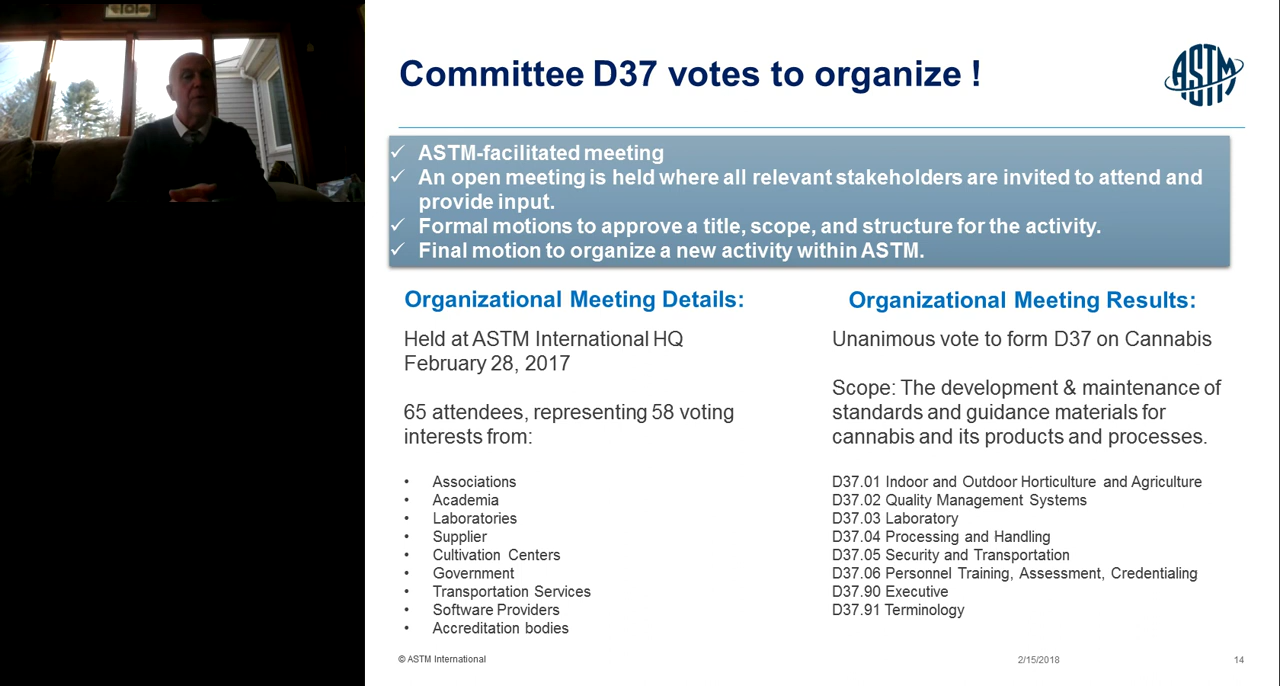 Committee D37 votes to organize !
ASTM
✓ ASTM-facilitated meeting
✓ An open meeting is held where all relevant stakeholders are invited to attend and
provide input.
✓ Formal motions to approve a title, scope, and structure for the activity.
✓ Final motion to organize a new activity within ASTM.
Organizational Meeting Details:
Held at ASTM International HQ
February 28, 2017
65 attendees, representing 58 voting
interests from:
• Associations
• Academia
• Laboratories
• Supplier
• Cultivation Centers
• Government
• Transportation Services
• Software Providers
• Accreditation bodies
Organizational Meeting Results:
Unanimous vote to form D37 on Cannabis
Scope: The development & maintenance of
standards and guidance materials for
cannabis and its products and processes.
D37.01 Indoor and Outdoor Horticulture and Agriculture
D37.02 Quality Management Systems
D37.03 Laboratory
D37.04 Processing and Handling
D37.05 Security and Transportation
D37.06 Personnel Training, Assessment, Credentialing
D37.90 Executive
D37.91 Terminology
© ASTM International
2/15/2018
14